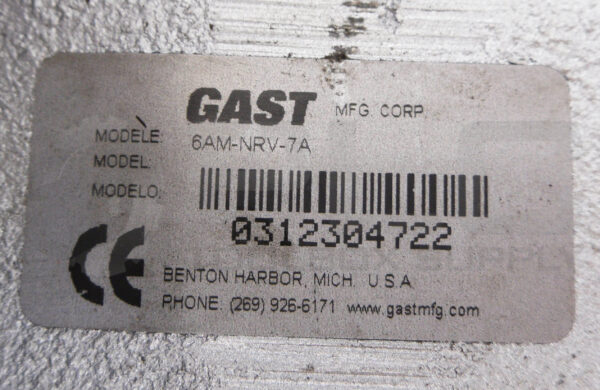 GAST MFG CORP.
MODÈLE: 6AM-NRV-7A
MODEL:
MODELO:
0312304722
CE
BENTON HARBOR, MICH. U.S.A.
PHONE: (269) 926-6171 www.gastmfg.com